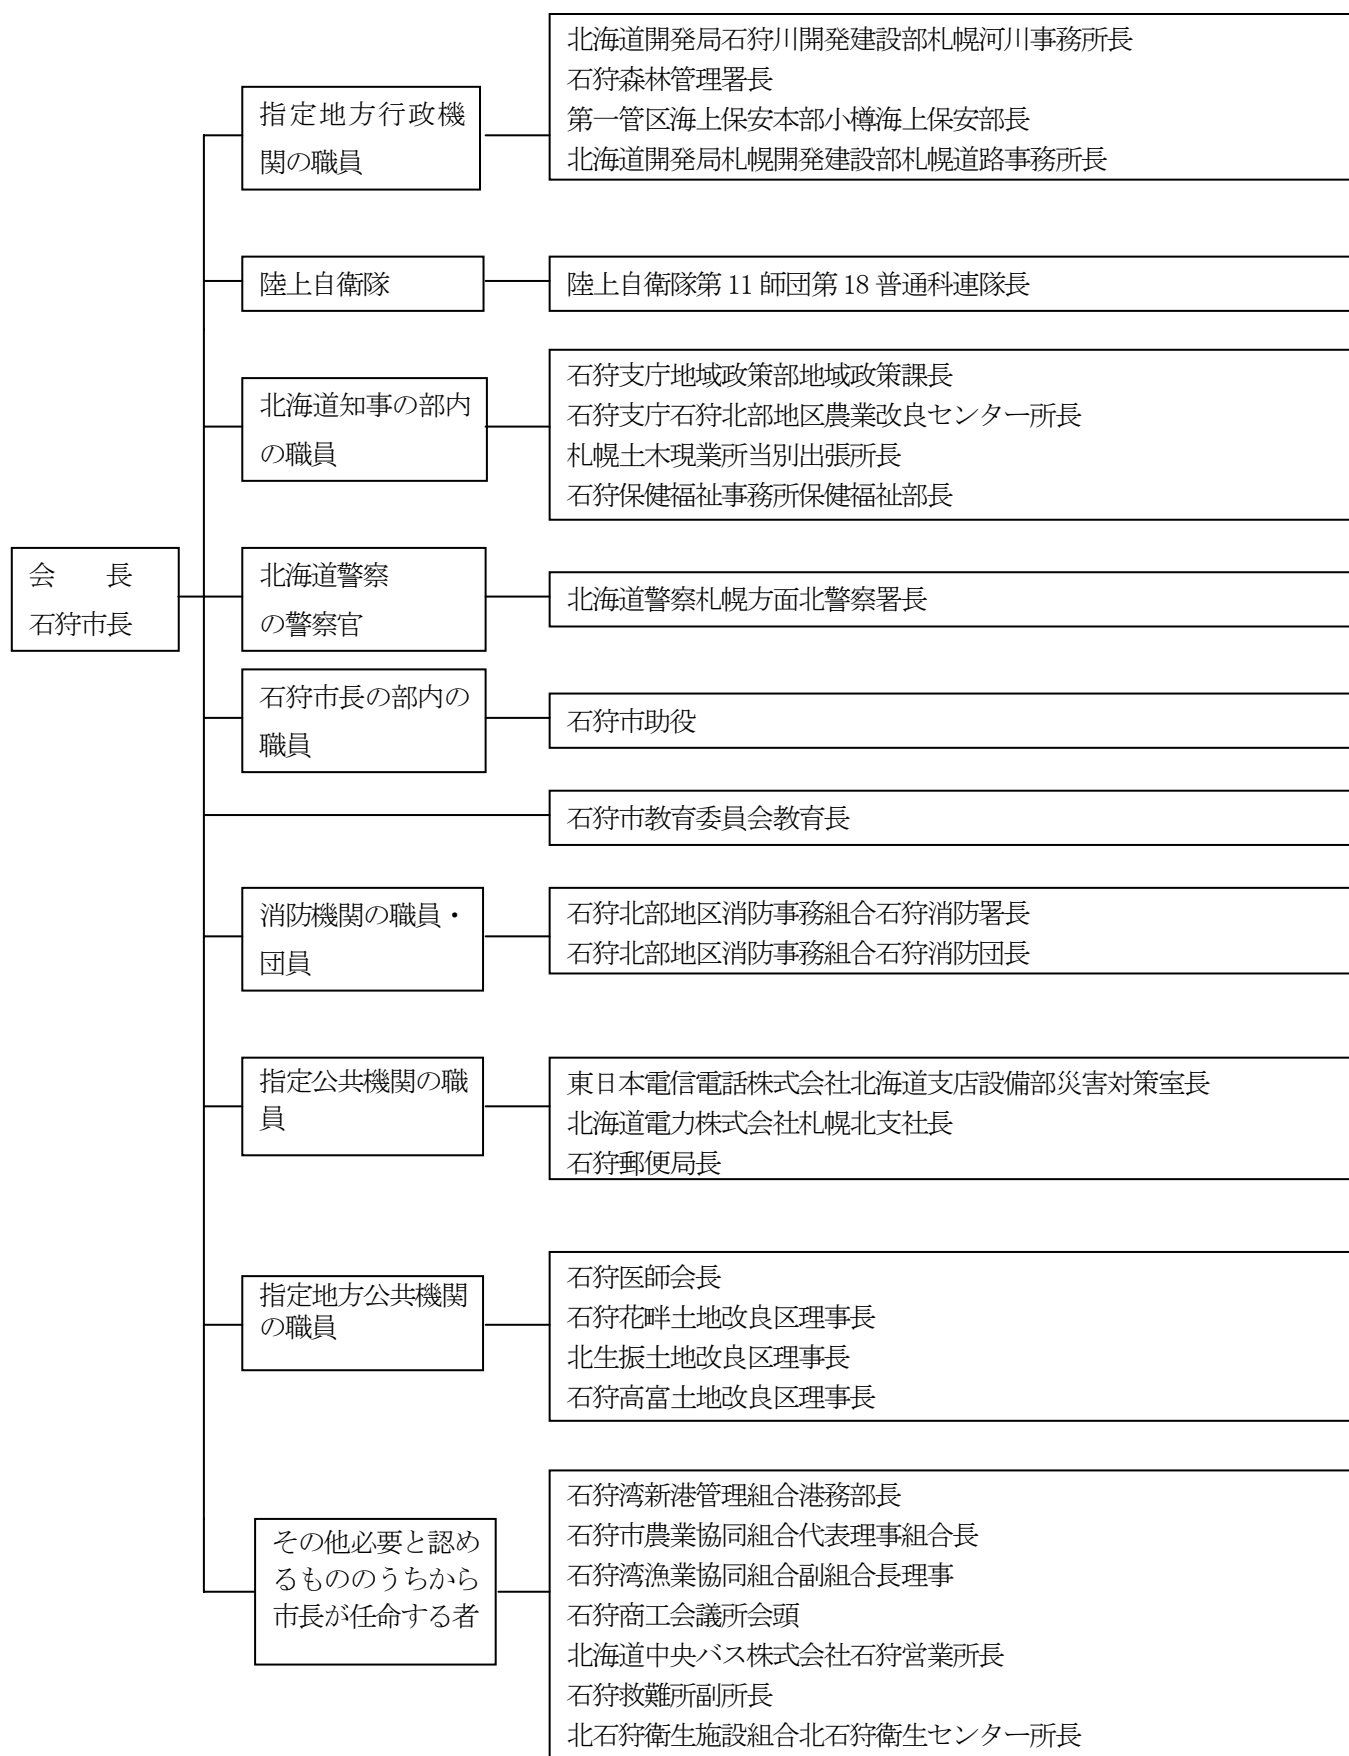 会　　長
石狩市長
指定地方行政機
関の職員
北海道開発局石狩川開発建設部札幌河川事務所長
石狩森林管理署長
第一管区海上保安本部小樽海上保安部長
北海道開発局札幌開発建設部札幌道路事務所長
陸上自衛隊
陸上自衛隊第 11 師団第 18 普通科連隊長
北海道知事の部内
の職員
石狩支庁地域政策部地域政策課長
石狩支庁石狩北部地区農業改良センター所長
札幌土木現業所当別出張所長
石狩保健福祉事務所保健福祉部長
北海道警察
の警察官
北海道警察札幌方面北警察署長
石狩市長の部内の
職員
石狩市助役
石狩市教育委員会教育長
消防機関の職員・
団員
石狩北部地区消防事務組合石狩消防署長
石狩北部地区消防事務組合石狩消防団長
指定公共機関の職
員
東日本電信電話株式会社北海道支店設備部災害対策室長
北海道電力株式会社札幌北支社長
石狩郵便局長
指定地方公共機関
の職員
石狩医師会長
石狩花畔土地改良区理事長
北生振土地改良区理事長
石狩高富土地改良区理事長
その他必要と認め
るもののうちから
市長が任命する者
石狩湾新港管理組合港務部長
石狩市農業協同組合代表理事組合長
石狩湾漁業協同組合副組合長理事
石狩商工会議所会頭
北海道中央バス株式会社石狩営業所長
石狩救難所副所長
北石狩衛生施設組合北石狩衛生センター所長